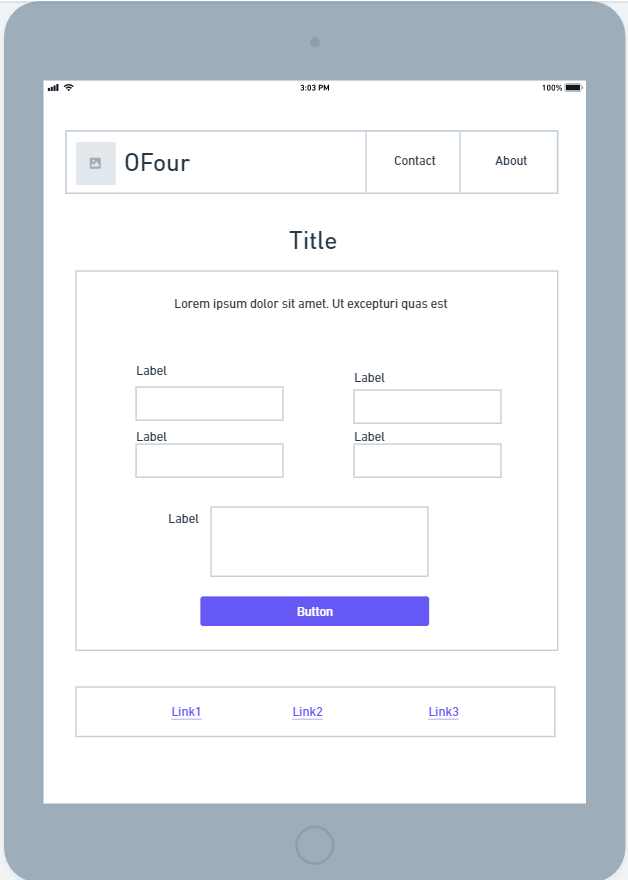 3:03 PM 100%
OFour Contact About
Title
Lorem ipsum dolor sit amet. Ut excepturi quas est
Label Label
Label Label
Label
Button
Link1 Link2 Link3